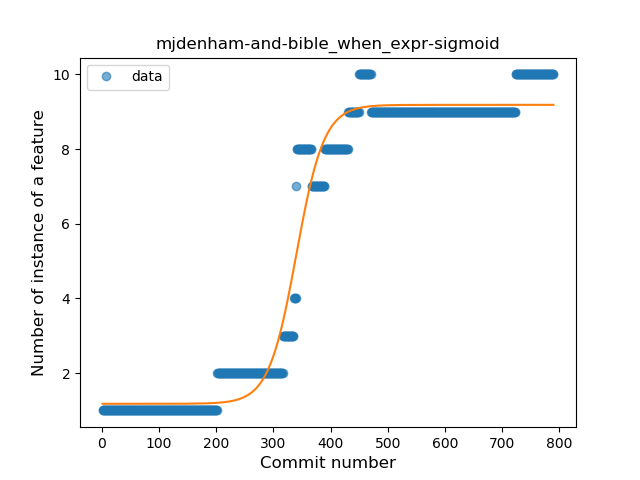 mjdenham-and-bible_when_expr-sigmoid
data
Number of instance of a feature
10
8
6
4
2
0 100 200 300 400 500 600 700 800
Commit number